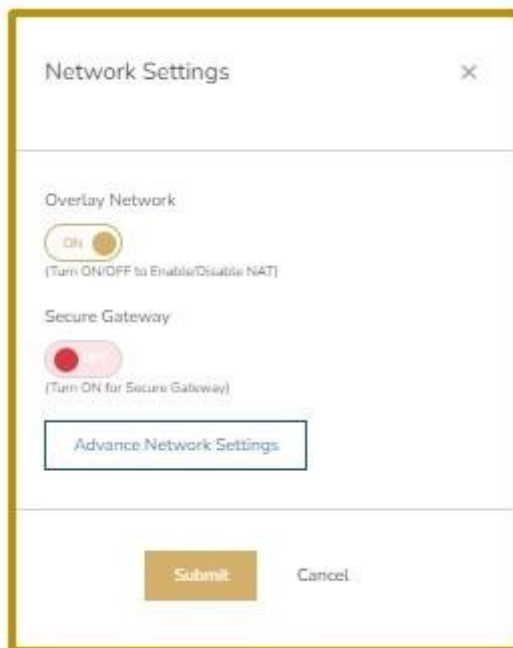 Network Settings
Overlay Network
ON
(Turn ON/OFF to Enable/Disable NAT)
Secure Gateway
OFF
(Turn ON for Secure Gateway)
Advance Network Settings
Submit Cancel